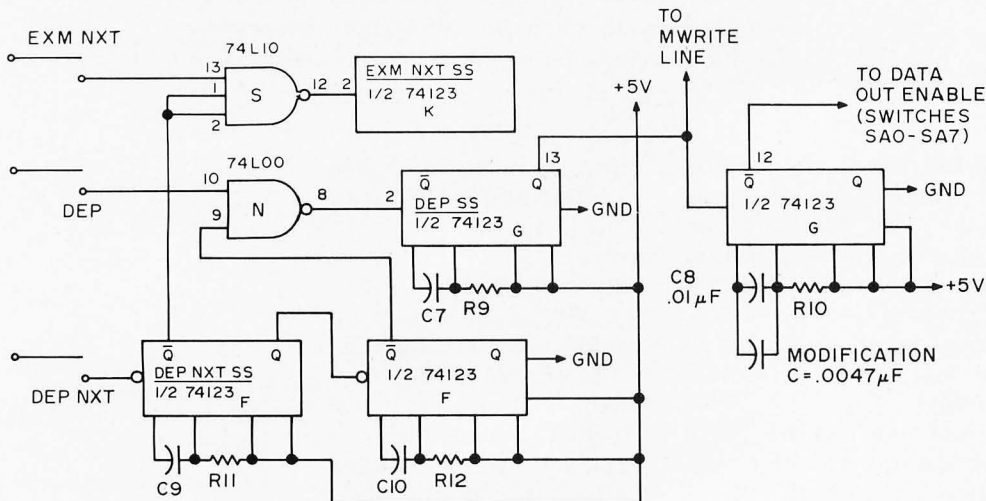 EXM NXT
74L10
13
1
2
S
12
2
EXM NXT SS
1/2 74123
K
TO
MWRITE
LINE
+5V
TO DATA
OUT ENABLE
(SWITCHES
SA0-SA7)
DEP
74L00
10
9
N
8
2
13
Q̅ Q
DEP SS
1/2 74123
G
GND
C7 R9
12
Q̅ Q
1/2 74123
G
GND
C8
.01µF
R10
+5V
MODIFICATION
C=.0047µF
DEP NXT
Q̅ Q
DEP NXT SS
1/2 74123
F
C9 R11
Q̅ Q
1/2 74123
F
GND
C10 R12